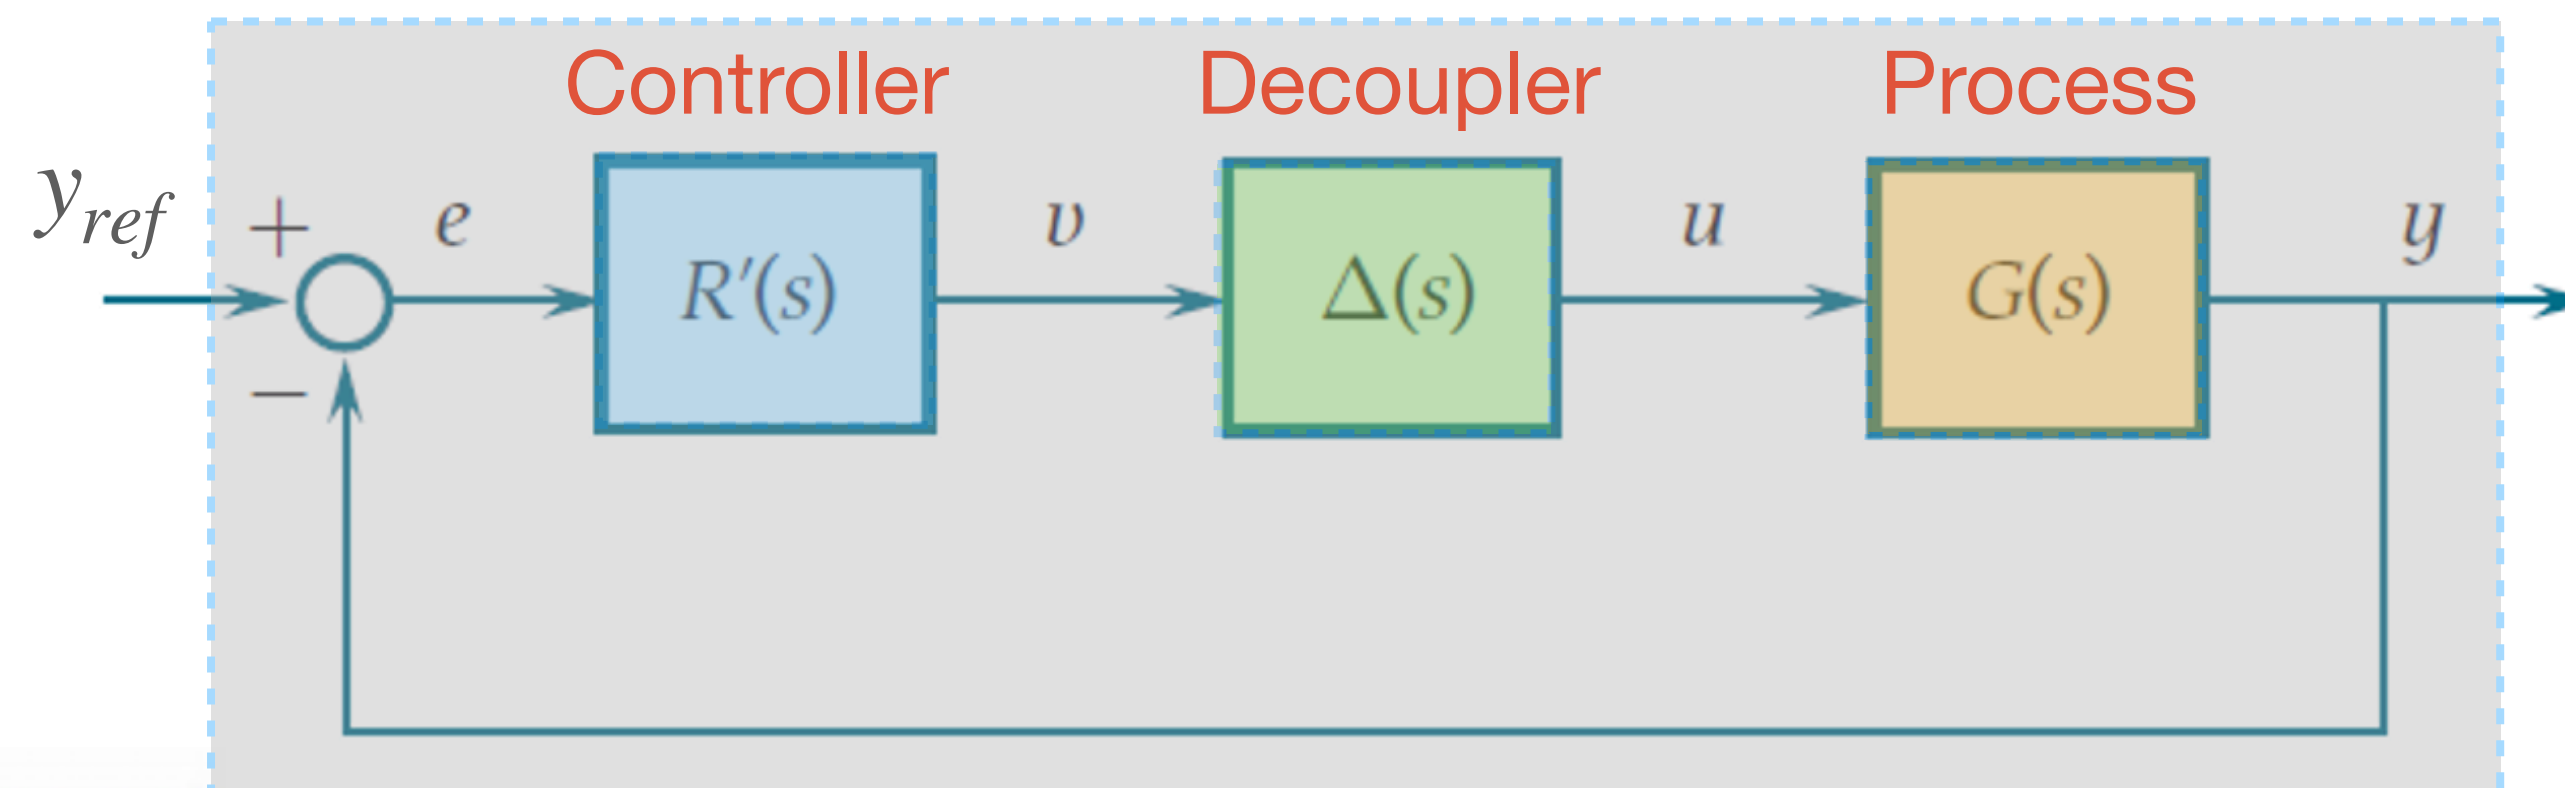 Controller
Decoupler
Process
y_ref
+
e
v
u
y
R′(s)
Δ(s)
G(s)
−